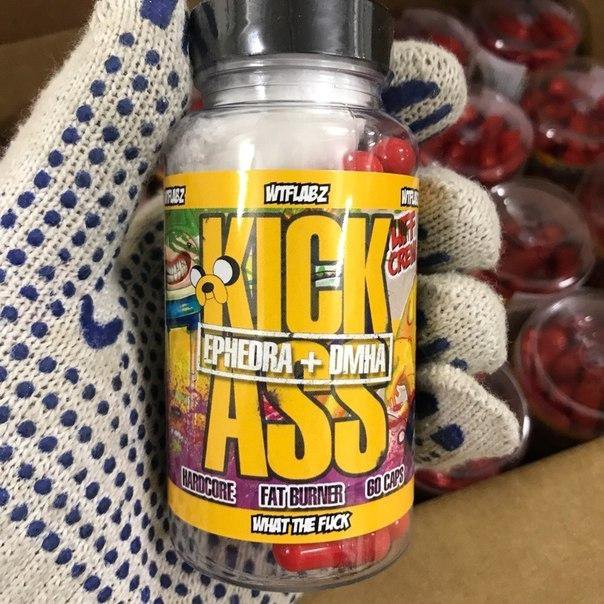 WTFLABZ
KICK
EPHEDRA + DMHA
ASS
HARDCORE FAT BURNER 60 CAPS
WHAT THE FUCK